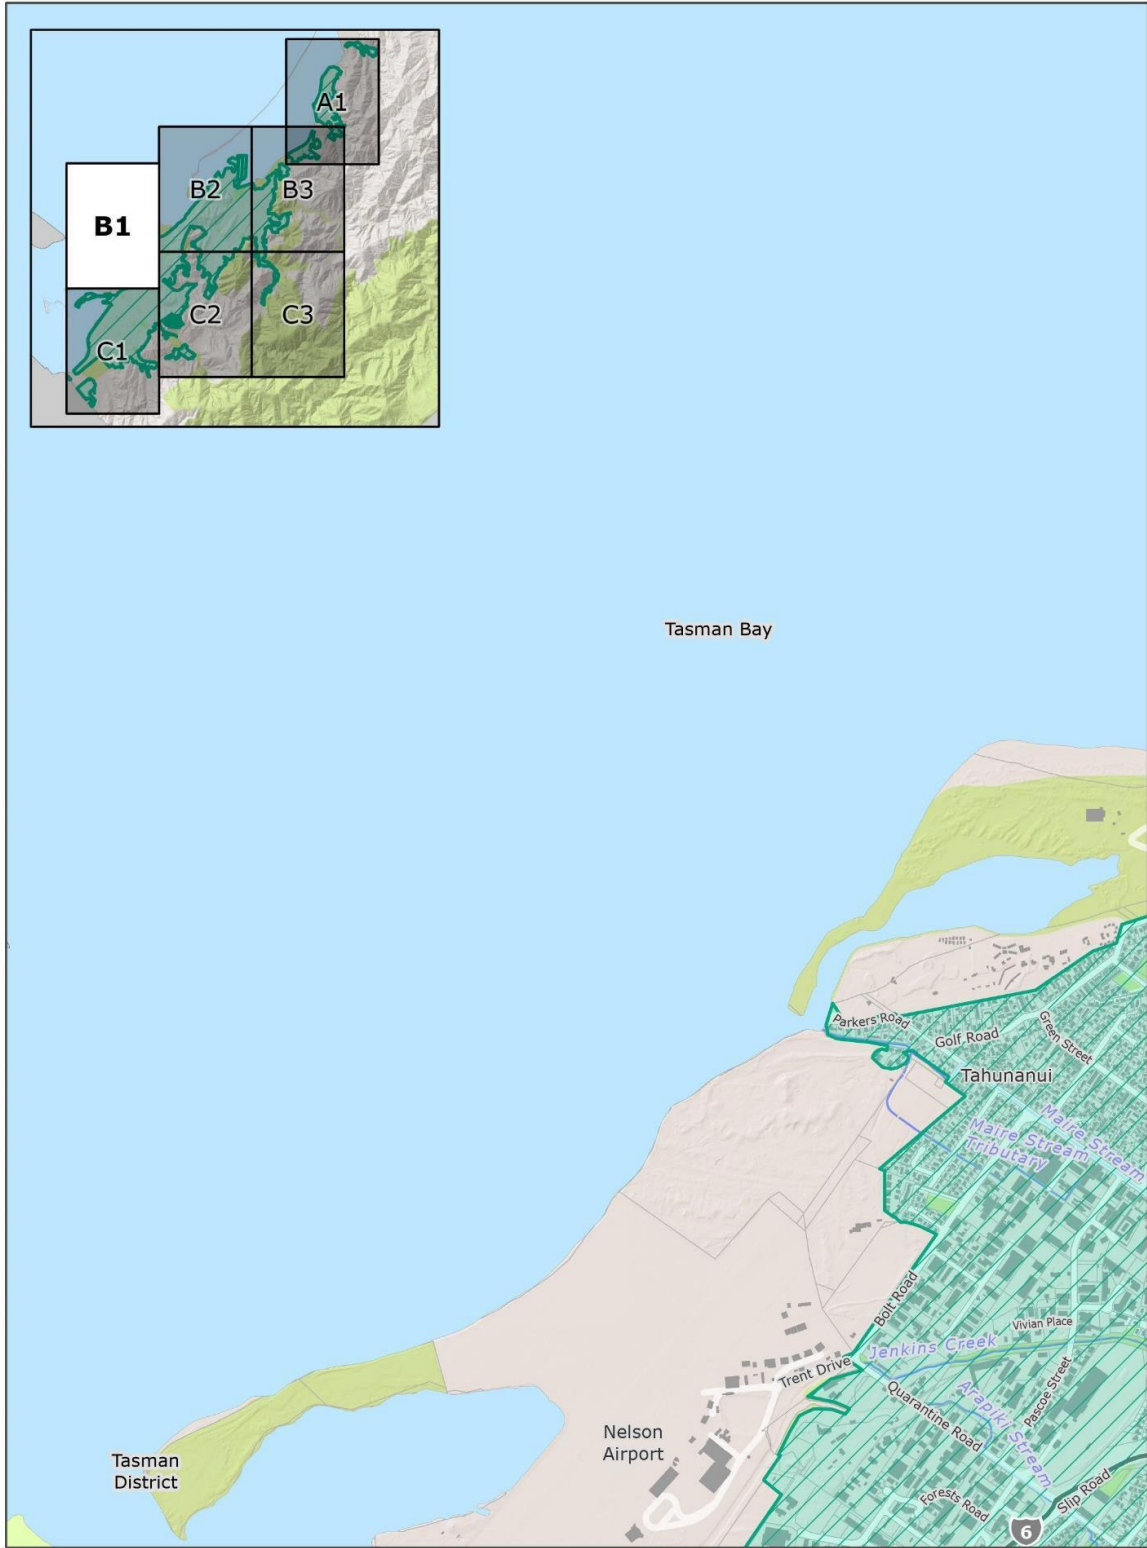 A1
B2
B3
B1
C2
C3
C1
Tasman Bay
Parkers Road
Golf Road
Green Street
Tahunanui
Maire Stream
Maire Stream
Tributary
Bolt Road
Vivian Place
Jenkins Creek
Trent Drive
Quarantine Road
Pascoe Street
Arapiki Stream
Nelson
Airport
Tasman
District
Forests Road
Slip Road
6